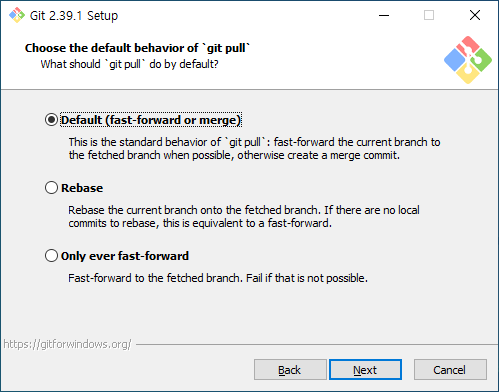 Git 2.39.1 Setup
Choose the default behavior of `git pull`
What should `git pull` do by default?
Default (fast-forward or merge)
This is the standard behavior of `git pull`: fast-forward the current branch to
the fetched branch when possible, otherwise create a merge commit.
Rebase
Rebase the current branch onto the fetched branch. If there are no local
commits to rebase, this is equivalent to a fast-forward.
Only ever fast-forward
Fast-forward to the fetched branch. Fail if that is not possible.
https://gitforwindows.org/
Back
Next
Cancel